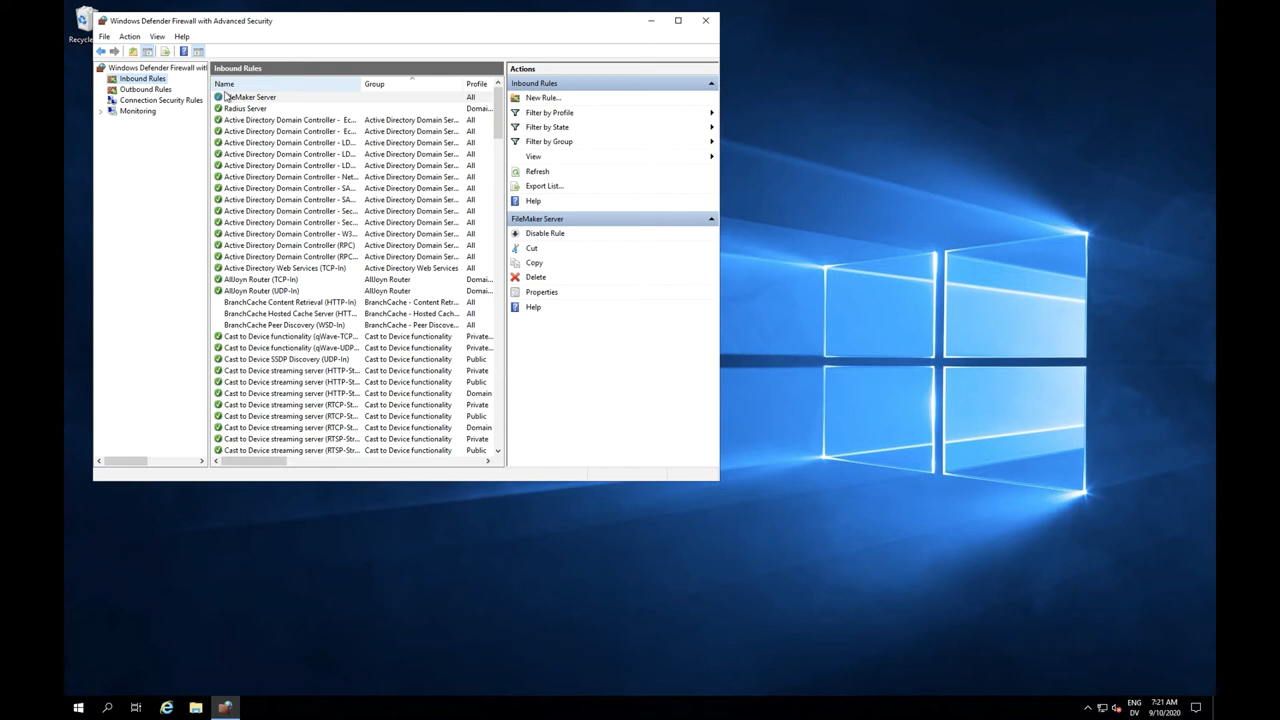 Recycle
Windows Defender Firewall with Advanced Security
File Action View Help
Windows Defender Firewall with
Inbound Rules
Outbound Rules
Connection Security Rules
Monitoring
Inbound Rules
Name Group Profile
FileMaker Server All
Radius Server Domai...
Active Directory Domain Controller - Ec... Active Directory Domain Ser... All
Active Directory Domain Controller - Ec... Active Directory Domain Ser... All
Active Directory Domain Controller - LD... Active Directory Domain Ser... All
Active Directory Domain Controller - LD... Active Directory Domain Ser... All
Active Directory Domain Controller - LD... Active Directory Domain Ser... All
Active Directory Domain Controller - Net... Active Directory Domain Ser... All
Active Directory Domain Controller - SA... Active Directory Domain Ser... All
Active Directory Domain Controller - SA... Active Directory Domain Ser... All
Active Directory Domain Controller - Sec... Active Directory Domain Ser... All
Active Directory Domain Controller - Sec... Active Directory Domain Ser... All
Active Directory Domain Controller - W3... Active Directory Domain Ser... All
Active Directory Domain Controller (RPC) Active Directory Domain Ser... All
Active Directory Domain Controller (RPC... Active Directory Domain Ser... All
Active Directory Web Services (TCP-In) Active Directory Web Services All
AllJoyn Router (TCP-In) AllJoyn Router Domai...
AllJoyn Router (UDP-In) AllJoyn Router Domai...
BranchCache Content Retrieval (HTTP-In) BranchCache - Content Retr... All
BranchCache Hosted Cache Server (HTT... BranchCache - Hosted Cach... All
BranchCache Peer Discovery (WSD-In) BranchCache - Peer Discove... All
Cast to Device functionality (qWave-TCP... Cast to Device functionality Private...
Cast to Device functionality (qWave-UDP... Cast to Device functionality Private...
Cast to Device SSDP Discovery (UDP-In) Cast to Device functionality Public
Cast to Device streaming server (HTTP-St... Cast to Device functionality Private
Cast to Device streaming server (HTTP-St... Cast to Device functionality Public
Cast to Device streaming server (HTTP-St... Cast to Device functionality Domain
Cast to Device streaming server (RTCP-St... Cast to Device functionality Private
Cast to Device streaming server (RTCP-St... Cast to Device functionality Public
Cast to Device streaming server (RTCP-St... Cast to Device functionality Domain
Cast to Device streaming server (RTSP-Str... Cast to Device functionality Private
Cast to Device streaming server (RTSP-Str... Cast to Device functionality Public
Actions
Inbound Rules
New Rule...
Filter by Profile
Filter by State
Filter by Group
View
Refresh
Export List...
Help
FileMaker Server
Disable Rule
Cut
Copy
Delete
Properties
Help
ENG 7:21 AM
DV 9/10/2020